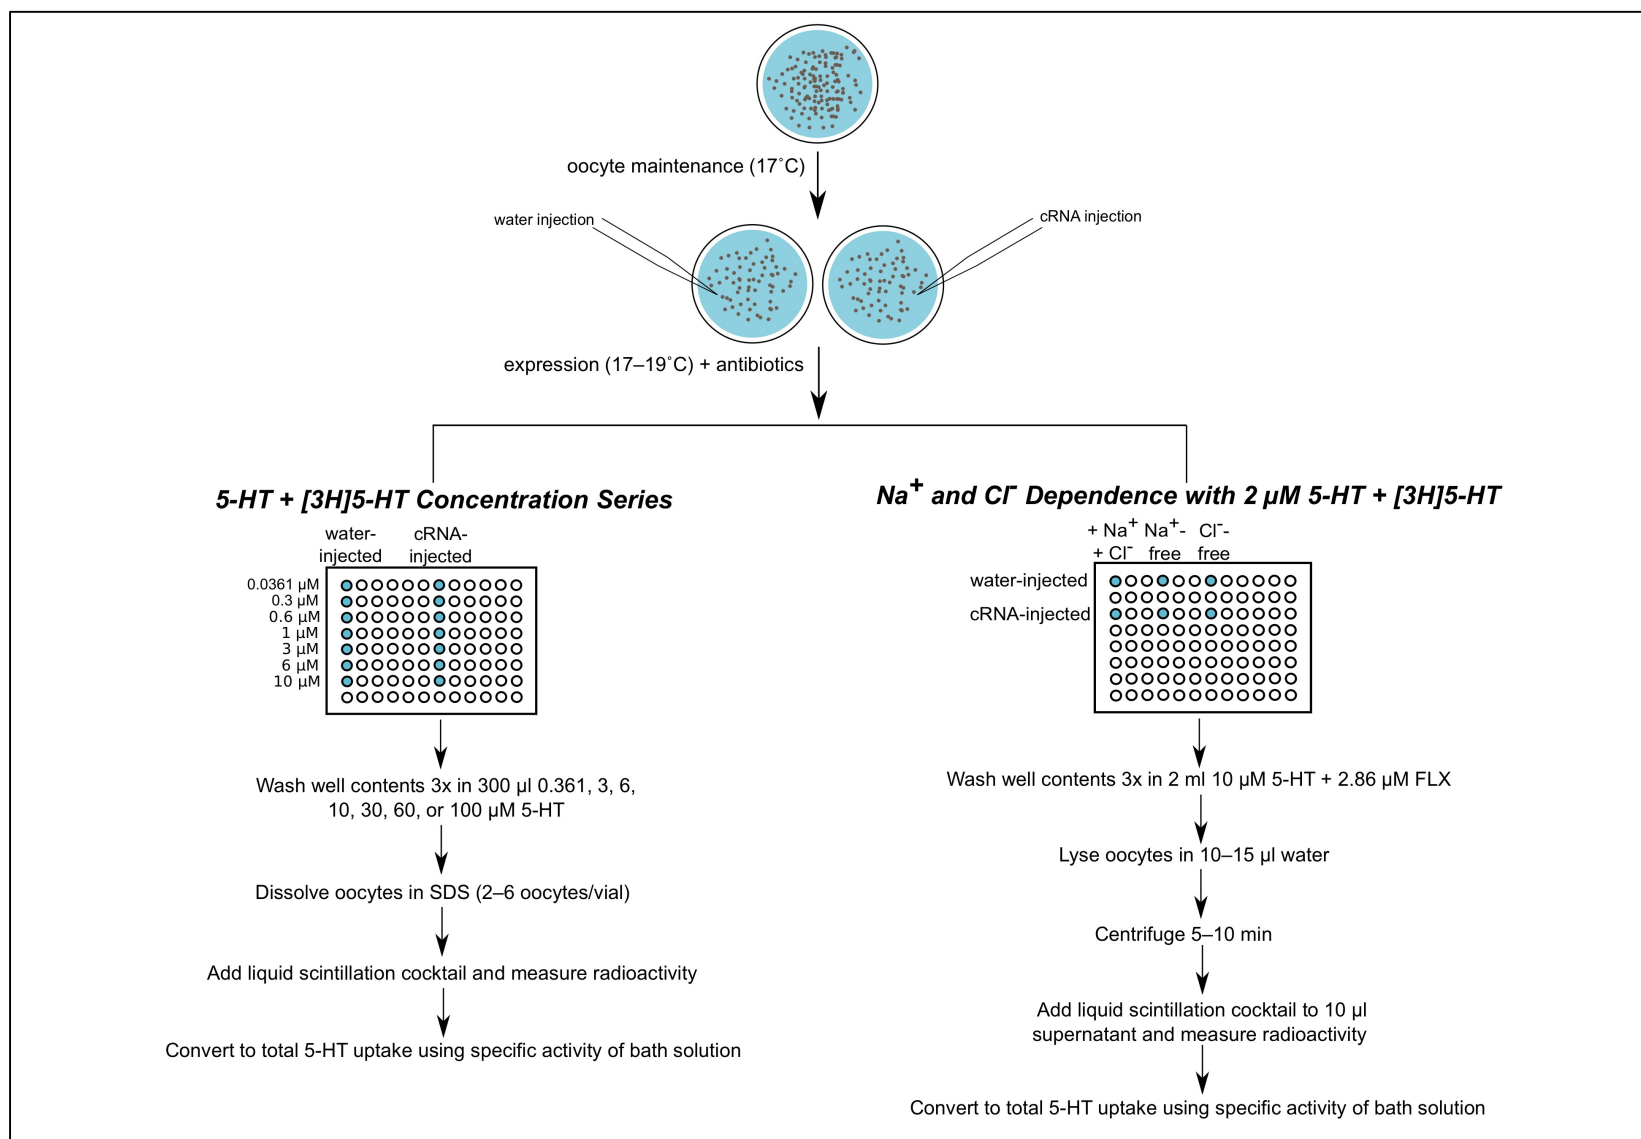 oocyte maintenance (17˚C)
water injection
cRNA injection
expression (17–19˚C) + antibiotics
5-HT + [3H]5-HT Concentration Series
water-
injected
cRNA-
injected
0.0361 µM
0.3 µM
0.6 µM
1 µM
3 µM
6 µM
10 µM
Wash well contents 3x in 300 µl 0.361, 3, 6,
10, 30, 60, or 100 µM 5-HT
Dissolve oocytes in SDS (2–6 oocytes/vial)
Add liquid scintillation cocktail and measure radioactivity
Convert to total 5-HT uptake using specific activity of bath solution
Na+ and Cl- Dependence with 2 µM 5-HT + [3H]5-HT
+ Na+
+ Cl-
Na+-
free
Cl--
free
water-injected
cRNA-injected
Wash well contents 3x in 2 ml 10 µM 5-HT + 2.86 µM FLX
Lyse oocytes in 10–15 µl water
Centrifuge 5–10 min
Add liquid scintillation cocktail to 10 µl
supernatant and measure radioactivity
Convert to total 5-HT uptake using specific activity of bath solution